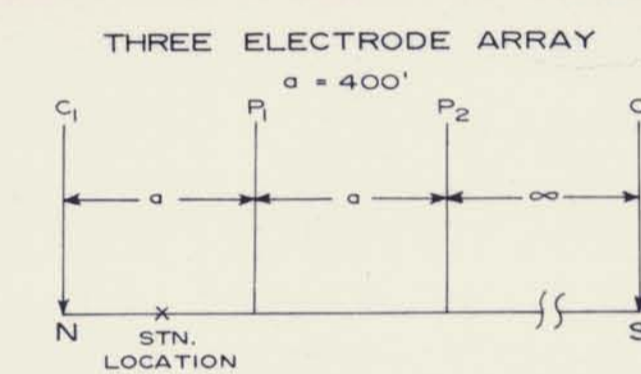 THREE ELECTRODE ARRAY
a = 400'
C1 P1 P2 C
a a ∞
N S
STN.
LOCATION